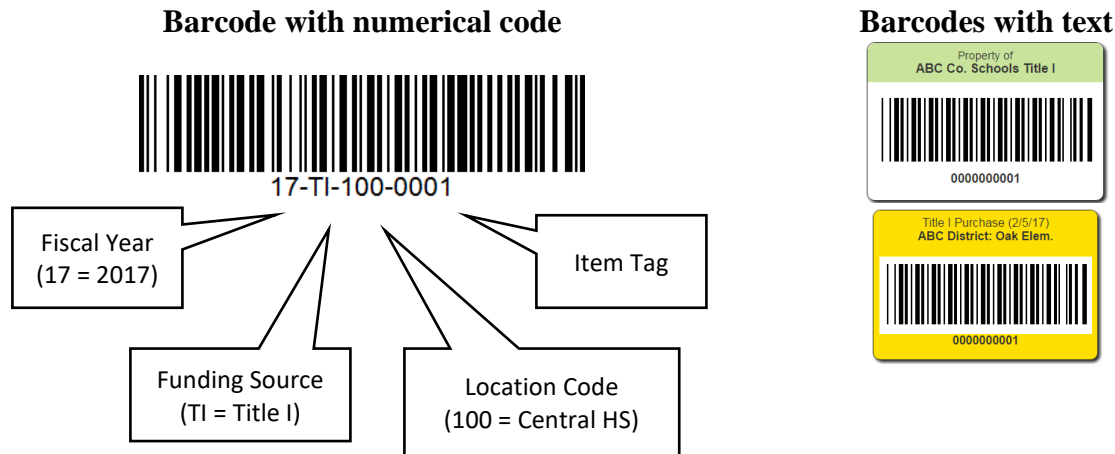 Barcode with numerical code
17-TI-100-0001
Fiscal Year
(17 = 2017)
Funding Source
(TI = Title I)
Location Code
(100 = Central HS)
Item Tag
Barcodes with text
Property of
ABC Co. Schools Title I
0000000001
Title I Purchase (2/5/17)
ABC District: Oak Elem.
0000000001